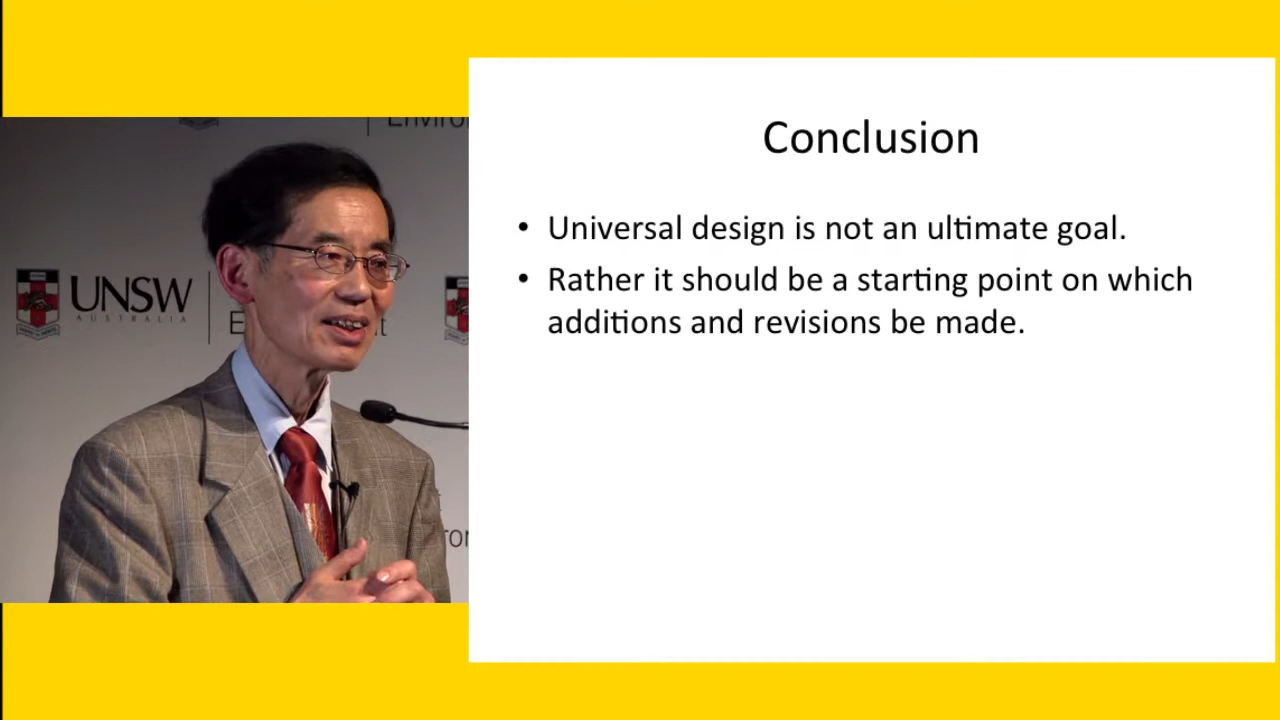 Conclusion
• Universal design is not an ultimate goal.
• Rather it should be a starting point on which
additions and revisions be made.
UNSW
AUSTRALIA